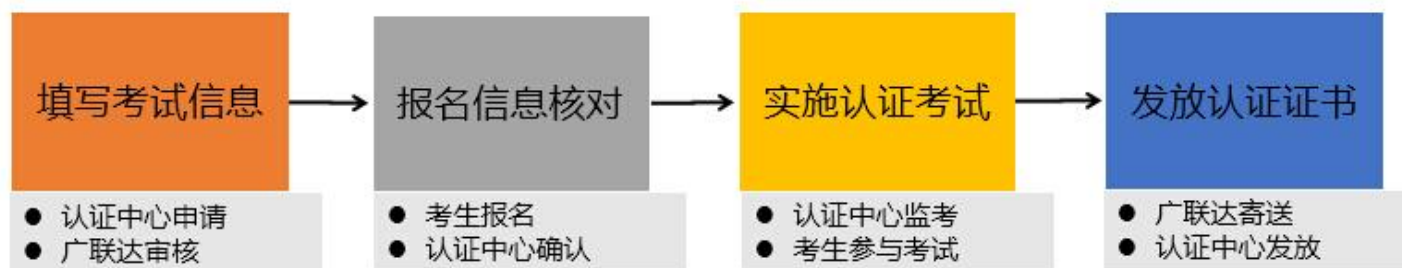 填写考试信息
● 认证中心申请
● 广联达审核
报名信息核对
● 考生报名
● 认证中心确认
实施认证考试
● 认证中心监考
● 考生参与考试
发放认证证书
● 广联达寄送
● 认证中心发放